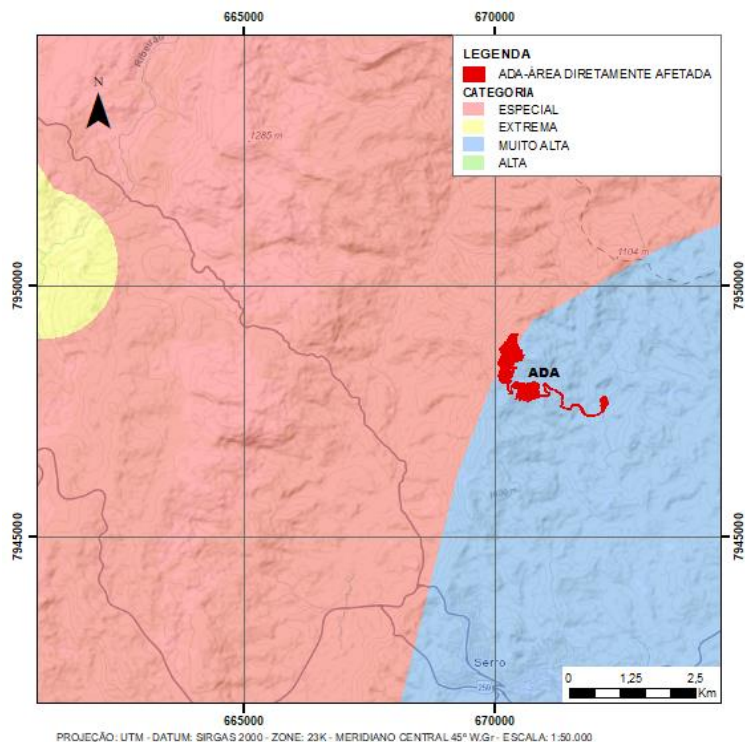 665000
670000
LEGENDA
ADA-ÁREA DIRETAMENTE AFETADA
CATEGORIA
ESPECIAL
EXTREMA
MUITO ALTA
ALTA
N
Ribeirão
1285 m
1104 m
7950000
7950000
ADA
7945000
7945000
Serro
0 1,25 2,5
Km
665000
670000
PROJEÇÃO: UTM - DATUM: SIRGAS 2000 - ZONE: 23K - MERIDIANO CENTRAL 45º W.Gr - ESCALA: 1:50.000